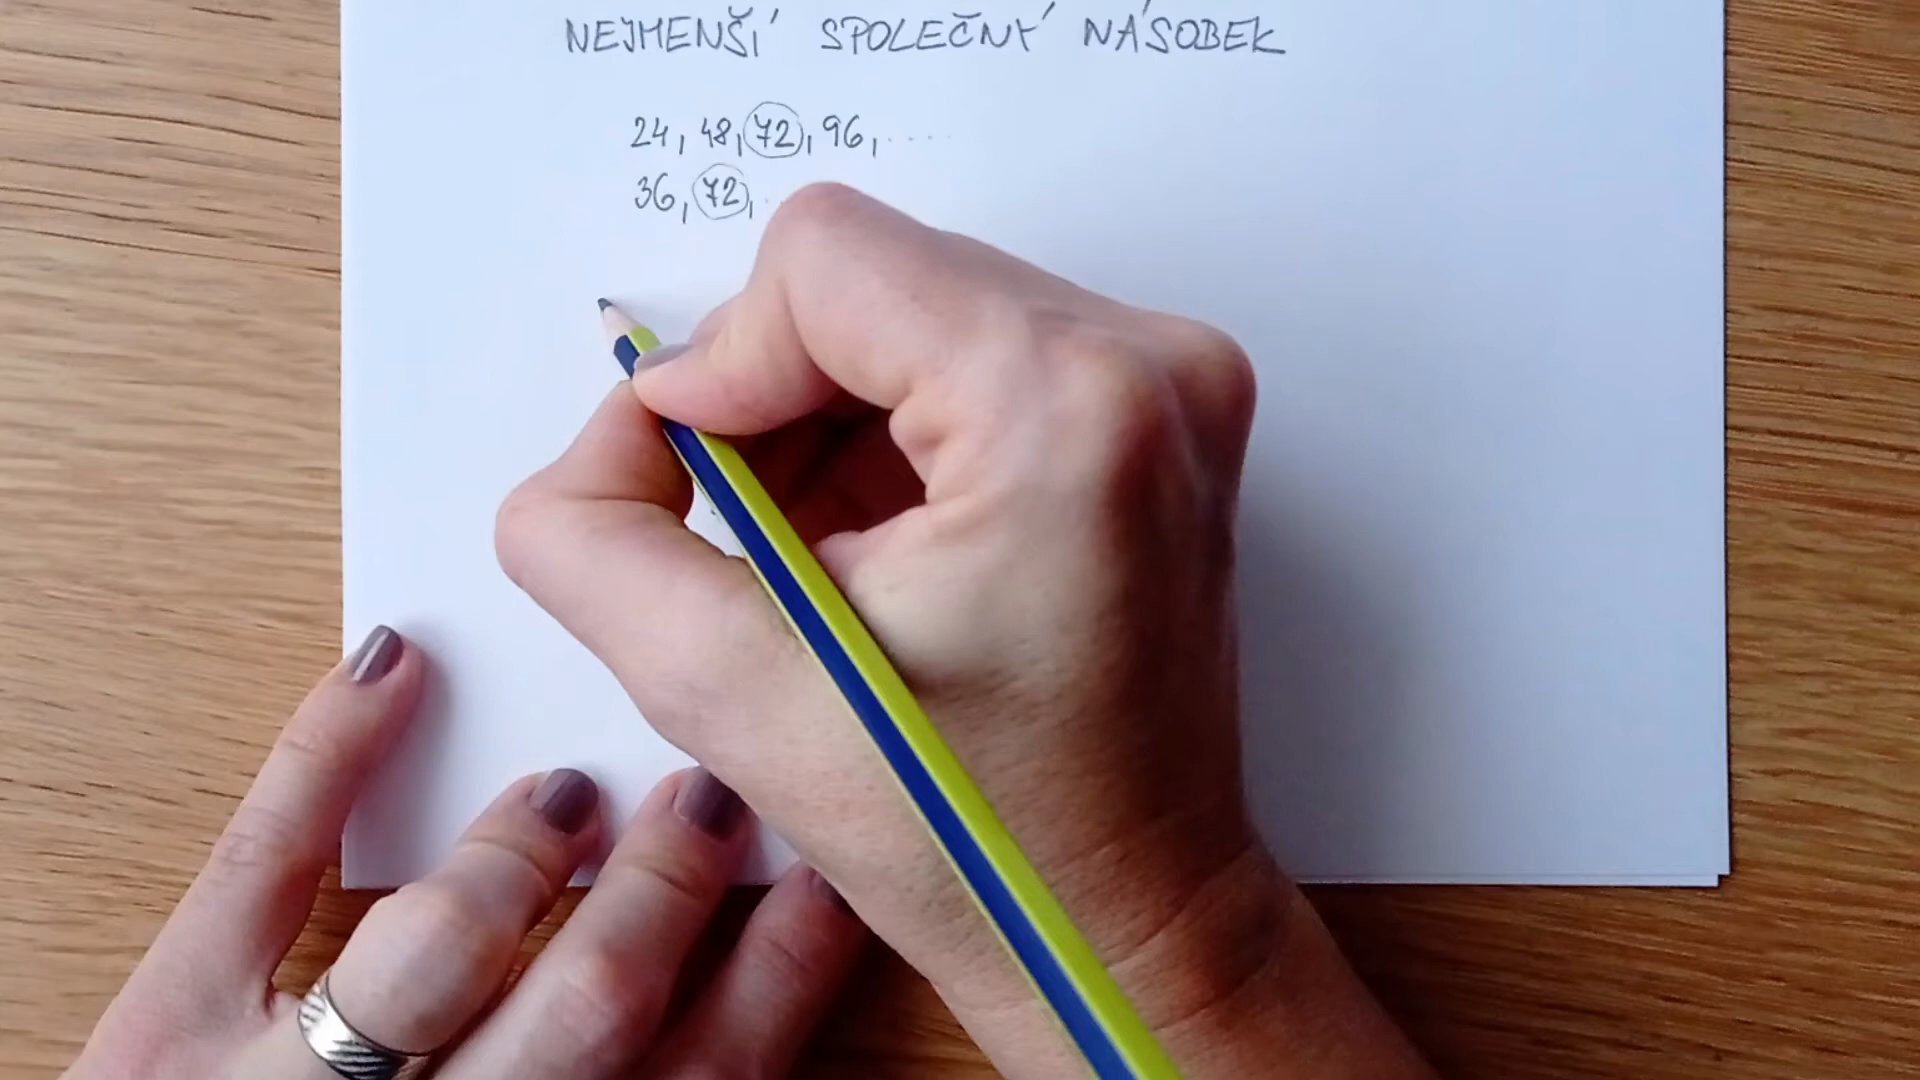 NEJMENŠÍ SPOLEČNÝ NÁSOBEK
24, 48, 72, 96, ....
36, 72, ..